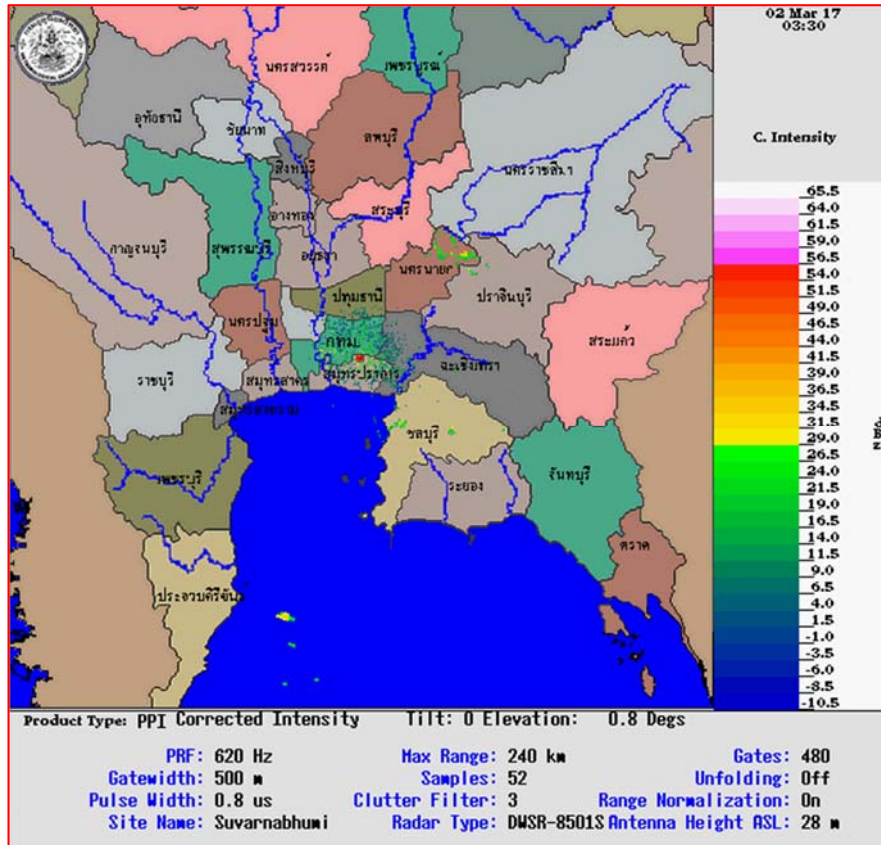 02 Mar 17
03:30
C. Intensity
65.5
64.0
61.5
59.0
56.5
54.0
51.5
49.0
46.5
44.0
41.5
39.0
36.5
34.5
31.5
29.0
26.5
24.0
21.5
19.0
16.5
14.0
11.5
9.0
6.5
4.0
1.5
-1.0
-3.5
-6.0
-8.5
-10.5
นครสวรรค์
เพชรบูรณ์
อุทัยธานี
ชัยนาท
ลพบุรี
สิงห์บุรี
นครราชสีมา
อ่างทอง
สระบุรี
กาญจนบุรี
สุพรรณบุรี
อยุธยา
นครนายก
ปราจีนบุรี
ปทุมธานี
นครปฐม
กทม.
สระแก้ว
ราชบุรี
สมุทรสาคร
สมุทรปราการ
ฉะเชิงเทรา
สมุทรสงคราม
ชลบุรี
เพชรบุรี
ระยอง
จันทบุรี
ตราด
ประจวบคีรีขันธ์
Product Type: PPI Corrected Intensity Tilt: 0 Elevation: 0.8 Degs
PRF: 620 Hz Max Range: 240 km Gates: 480
Gatewidth: 500 m Samples: 52 Unfolding: Off
Pulse Width: 0.8 us Clutter Filter: 3 Range Normalization: On
Site Name: Suvarnabhumi Radar Type: DWSR-8501S Antenna Height ASL: 28 m